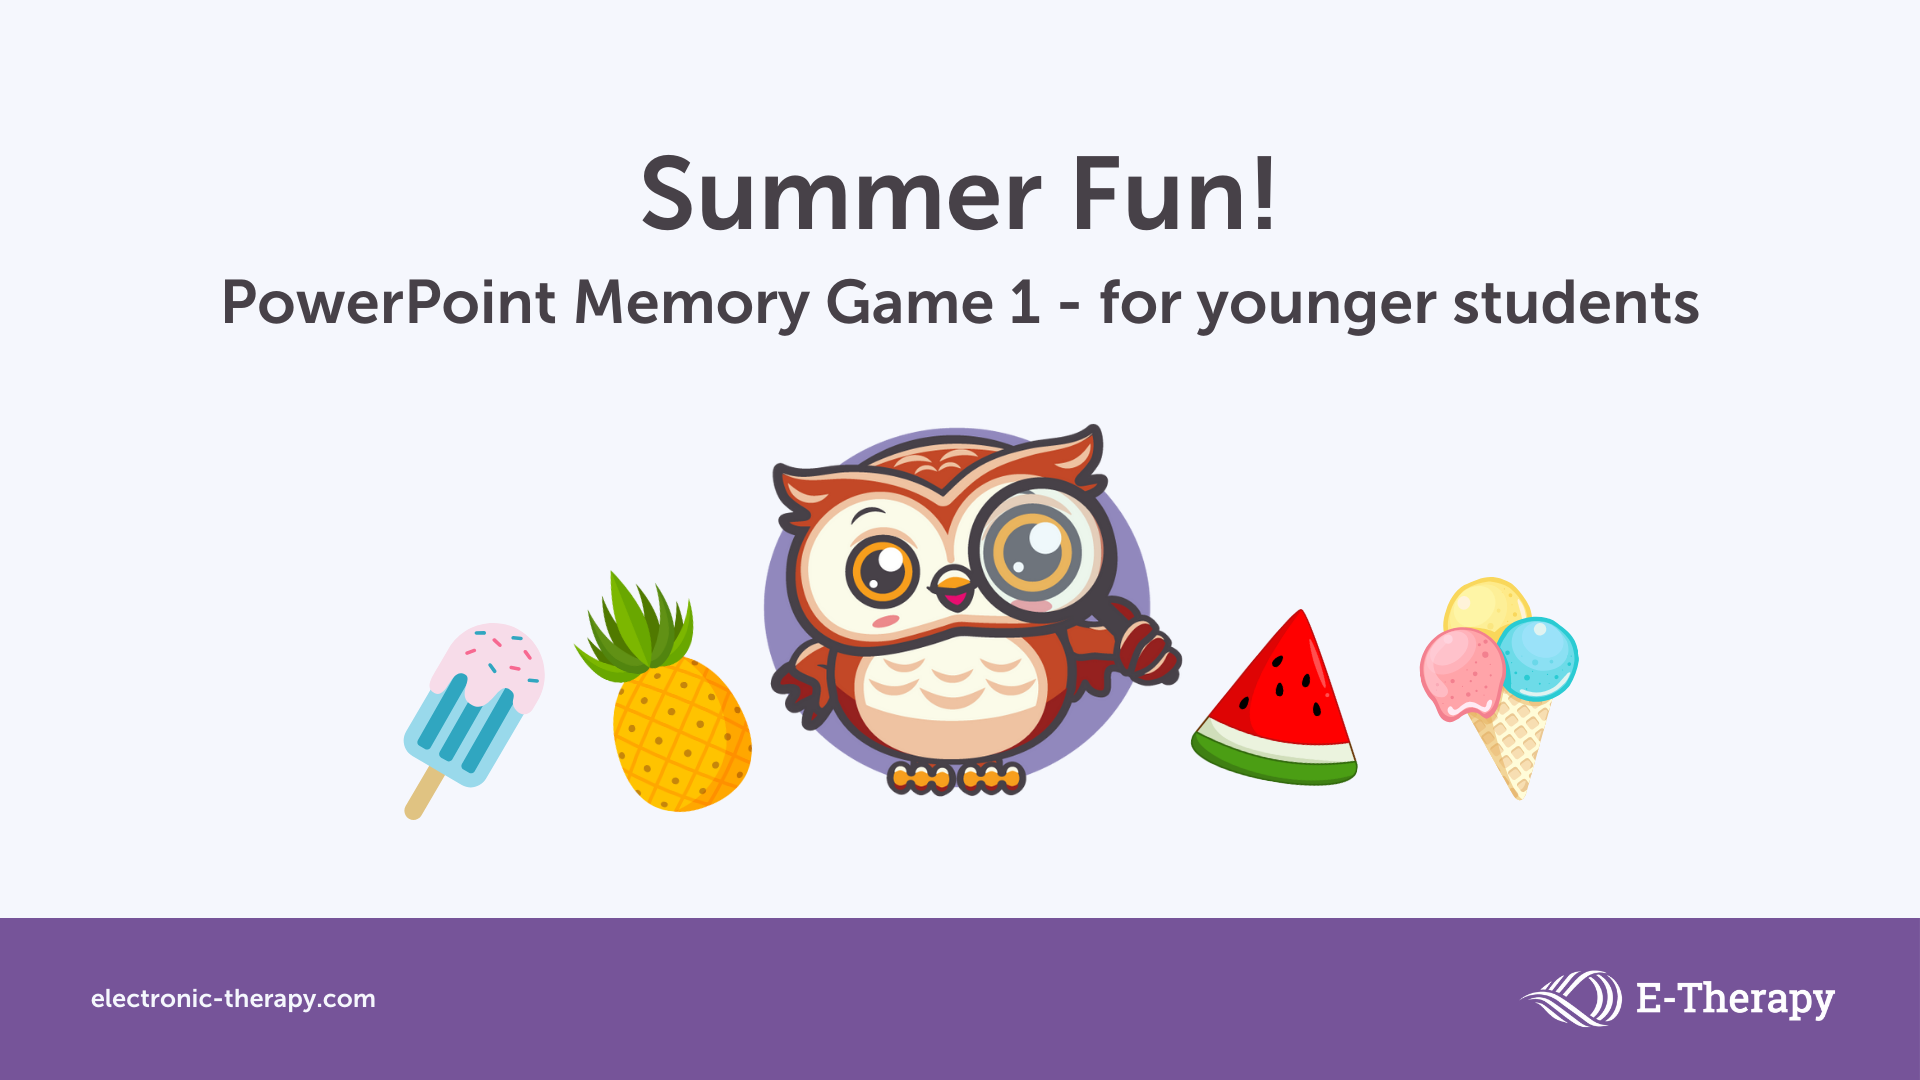 Summer Fun!
PowerPoint Memory Game 1 - for younger students
electronic-therapy.com
E-Therapy